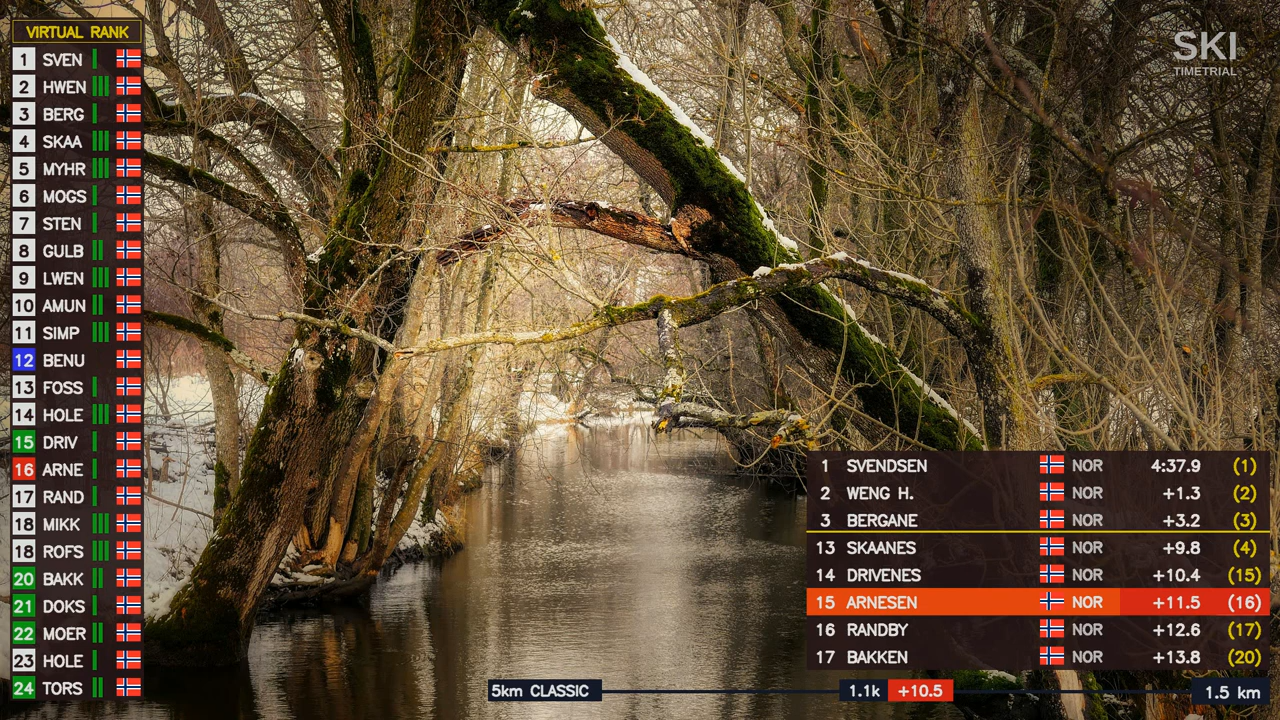 VIRTUAL RANK
1 SVEN
2 HWEN
3 BERG
4 SKAA
5 MYHR
6 MOGS
7 STEN
8 GULB
9 LWEN
10 AMUN
11 SIMP
12 BENU
13 FOSS
14 HOLE
15 DRIV
16 ARNE
17 RAND
18 MIKK
18 ROFS
20 BAKK
21 DOKS
22 MOER
23 HOLE
24 TORS
SKI
TIMETRIAL
1 SVENDSEN NOR 4:37.9 (1)
2 WENG H. NOR +1.3 (2)
3 BERGANE NOR +3.2 (3)
13 SKAANES NOR +9.8 (4)
14 DRIVENES NOR +10.4 (15)
15 ARNESEN NOR +11.5 (16)
16 RANDBY NOR +12.6 (17)
17 BAKKEN NOR +13.8 (20)
5km CLASSIC 1.1k +10.5 1.5 km